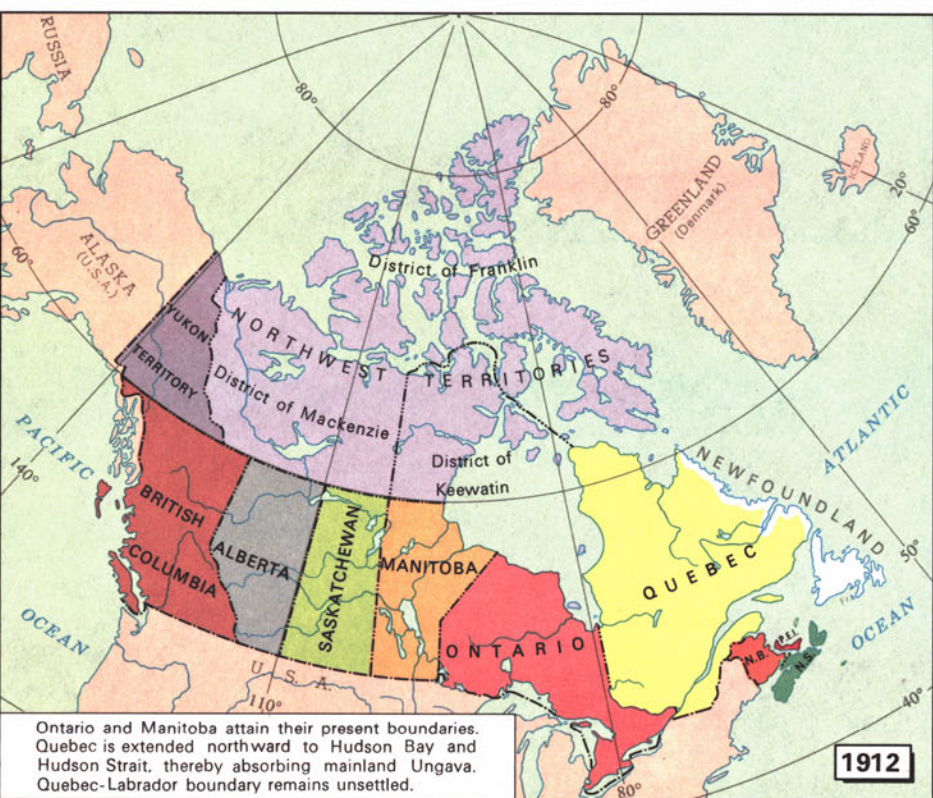 RUSSIA
80°
80°
ICELAND
20°
60°
GREENLAND
(Denmark)
ALASKA
(U.S.A.)
60°
District of Franklin
YUKON
TERRITORY
NORTHWEST TERRITORIES
District of Mackenzie
District of
Keewatin
PACIFIC
OCEAN
140°
ATLANTIC
OCEAN
NEWFOUNDLAND
50°
BRITISH
COLUMBIA
ALBERTA
SASKATCHEWAN
MANITOBA
ONTARIO
QUEBEC
P.E.I.
N.B.
N.S.
U. S. A.
110°
40°
80°
Ontario and Manitoba attain their present boundaries.
Quebec is extended northward to Hudson Bay and
Hudson Strait, thereby absorbing mainland Ungava.
Quebec-Labrador boundary remains unsettled.
1912